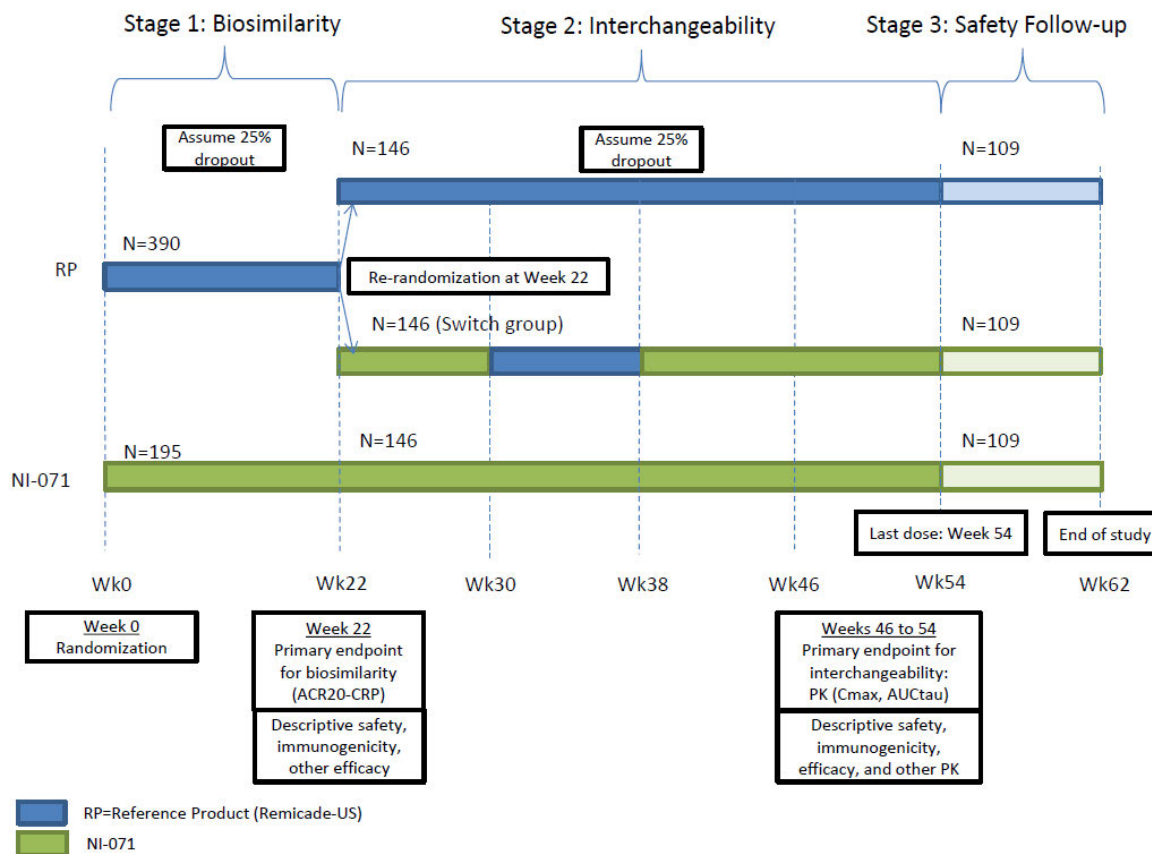 Stage 1: Biosimilarity
Stage 2: Interchangeability
Stage 3: Safety Follow-up
Assume 25%
dropout
N=146
Assume 25%
dropout
N=109
N=390
RP
Re-randomization at Week 22
N=146 (Switch group)
N=109
N=195
N=146
N=109
NI-071
Last dose: Week 54
End of study
Wk0
Wk22
Wk30
Wk38
Wk46
Wk54
Wk62
Week 0
Randomization
Week 22
Primary endpoint
for biosimilarity
(ACR20-CRP)
Descriptive safety,
immunogenicity,
other efficacy
Weeks 46 to 54
Primary endpoint for
interchangeability:
PK (Cmax, AUCtau)
Descriptive safety,
immunogenicity,
efficacy, and other PK
RP=Reference Product (Remicade-US)
NI-071